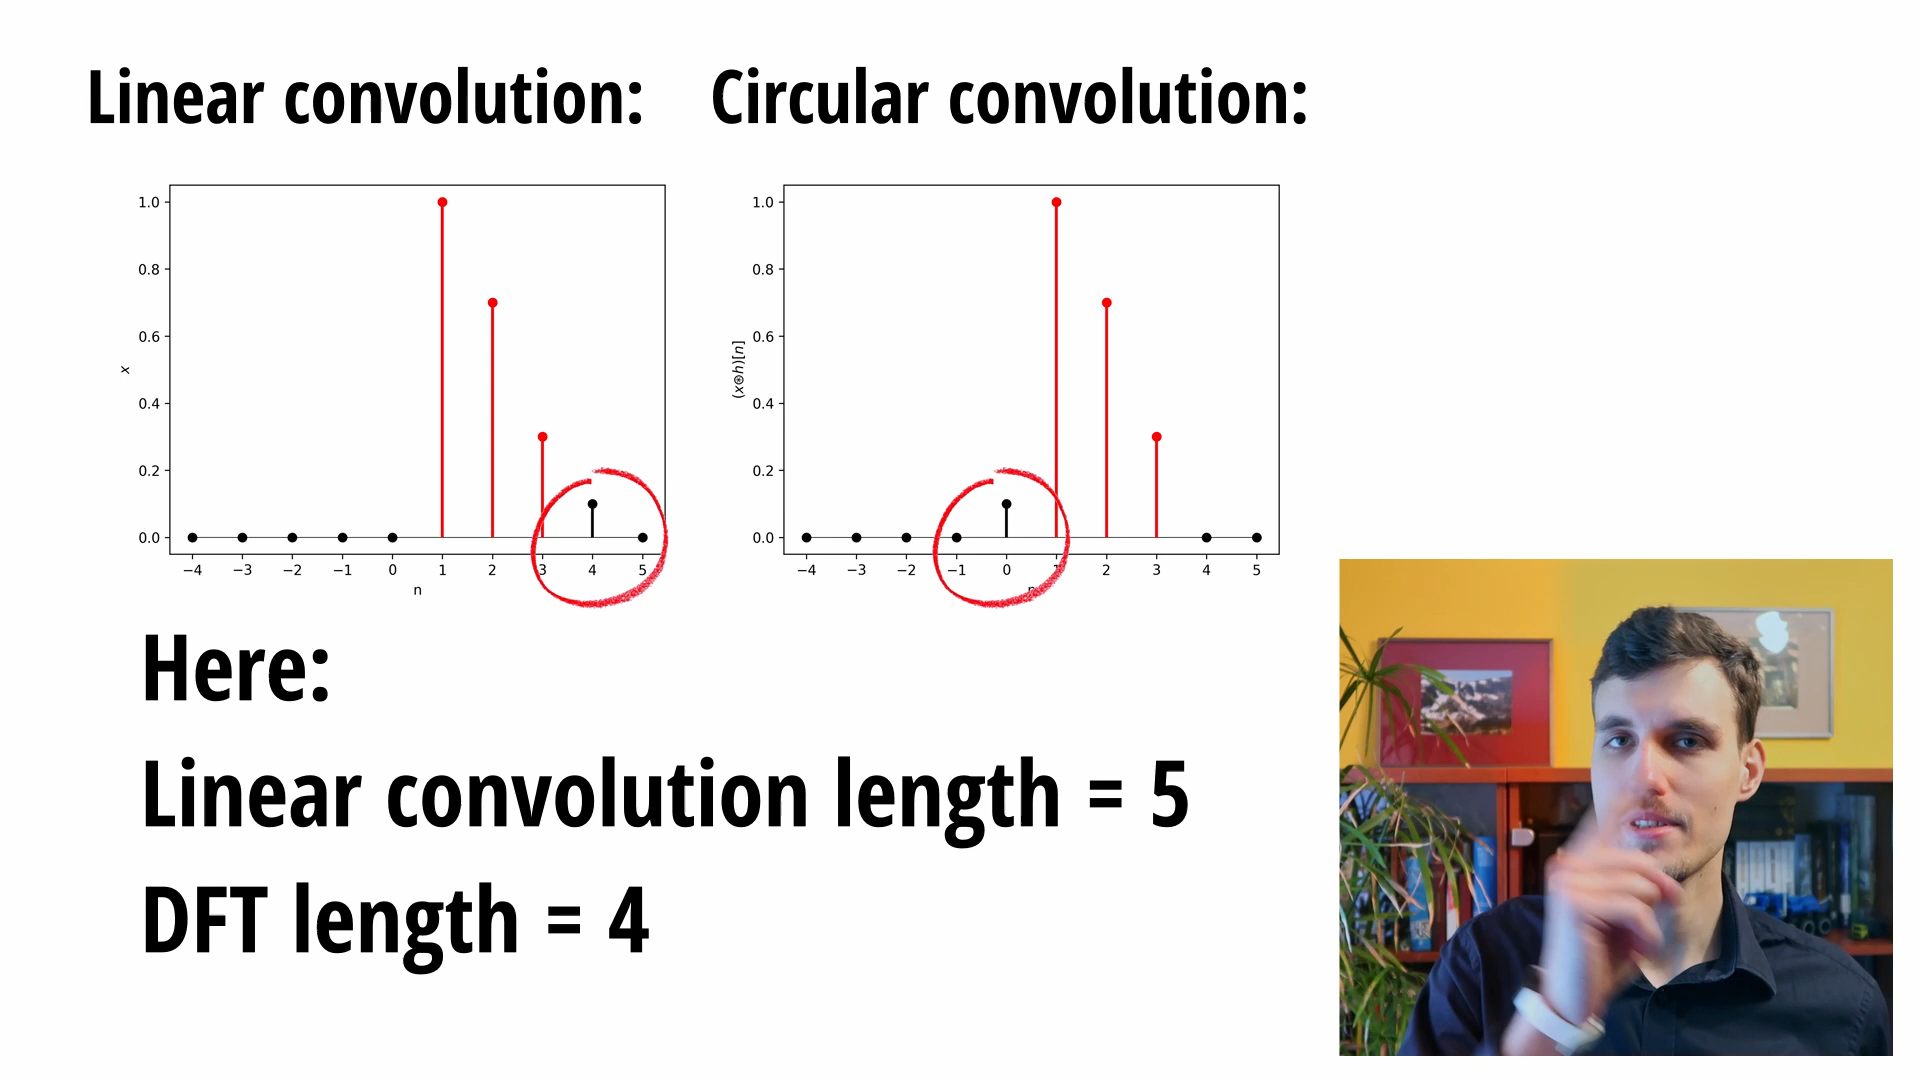 Linear convolution: Circular convolution:
1.0
0.8
0.6
0.4
0.2
0.0
x
−4 −3 −2 −1 0 1 2 3 4 5
n
1.0
0.8
0.6
0.4
0.2
0.0
(x⊛h)[n]
−4 −3 −2 −1 0 1 2 3 4 5
n
Here:
Linear convolution length = 5
DFT length = 4